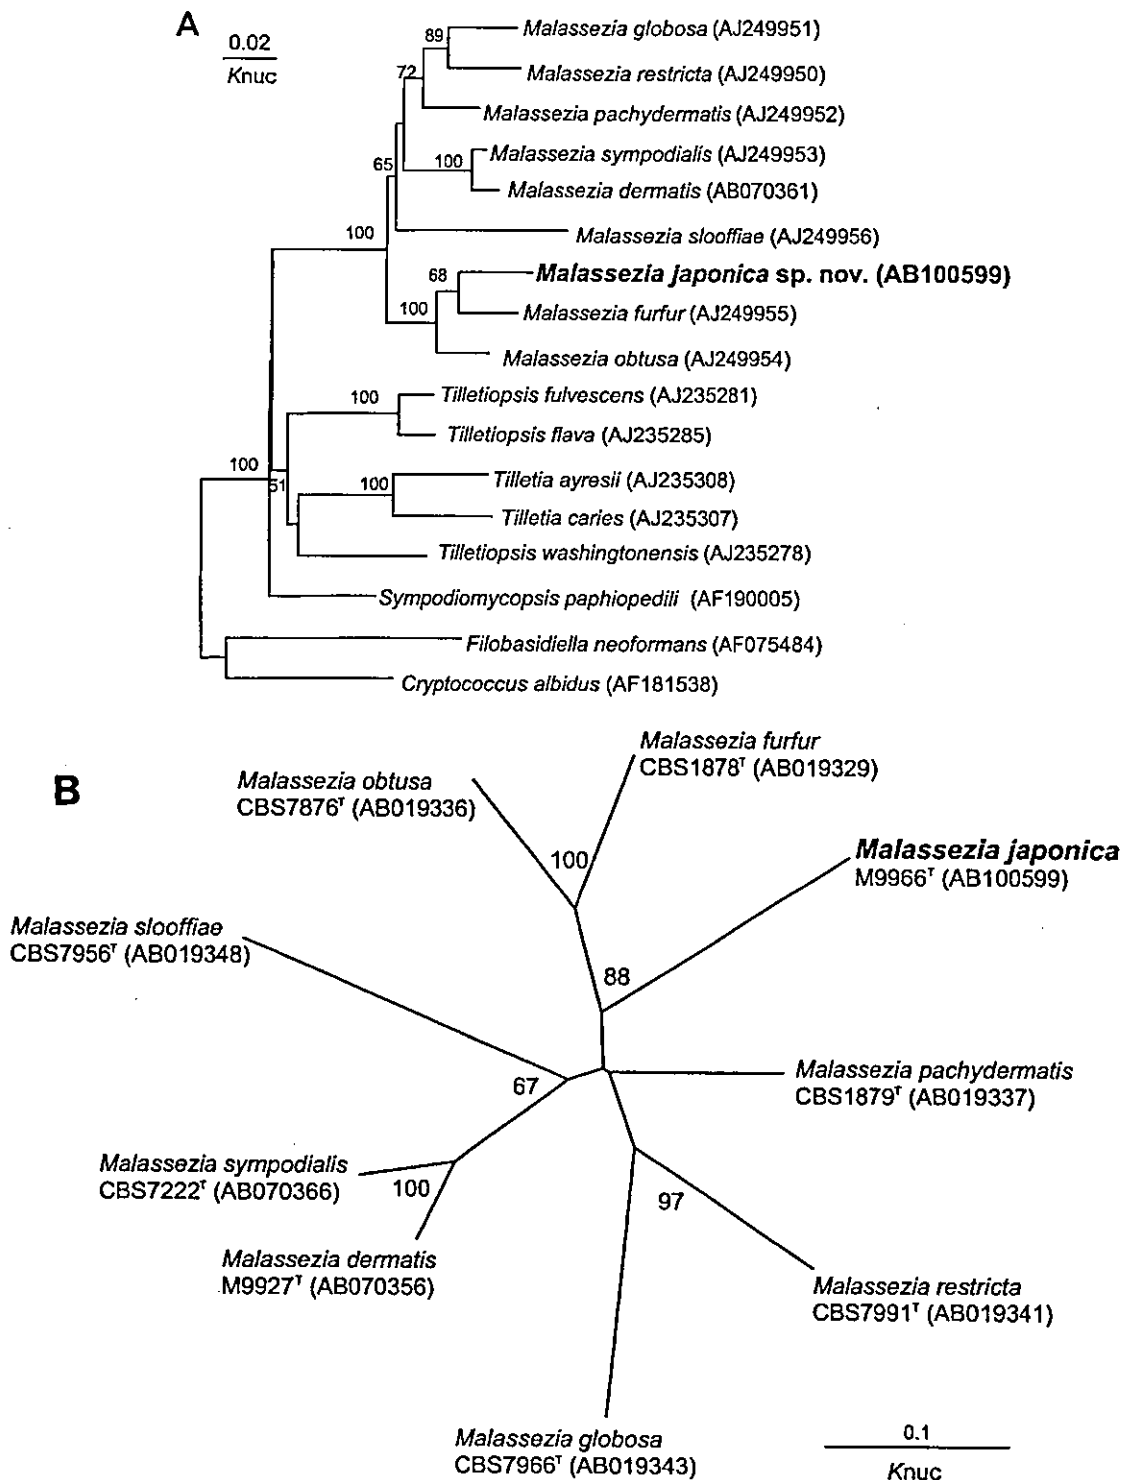 A
0.02
Knuc
89
Malassezia globosa (AJ249951)
Malassezia restricta (AJ249950)
72
Malassezia pachydermatis (AJ249952)
Malassezia sympodialis (AJ249953)
100
65
Malassezia dermatis (AB070361)
Malassezia slooffiae (AJ249956)
100
Malassezia japonica sp. nov. (AB100599)
68
100
Malassezia furfur (AJ249955)
Malassezia obtusa (AJ249954)
100
Tilletiopsis fulvescens (AJ235281)
Tilletiopsis flava (AJ235285)
100
51
100
Tilletia ayresii (AJ235308)
Tilletia caries (AJ235307)
Tilletiopsis washingtonensis (AJ235278)
Sympodiomycopsis paphiopedili (AF190005)
Filobasidiella neoformans (AF075484)
Cryptococcus albidus (AF181538)
B
Malassezia furfur
CBS1878ᵀ (AB019329)
Malassezia obtusa
CBS7876ᵀ (AB019336)
100
Malassezia japonica
M9966ᵀ (AB100599)
Malassezia slooffiae
CBS7956ᵀ (AB019348)
88
Malassezia pachydermatis
CBS1879ᵀ (AB019337)
67
Malassezia sympodialis
CBS7222ᵀ (AB070366)
100
97
Malassezia dermatis
M9927ᵀ (AB070356)
Malassezia restricta
CBS7991ᵀ (AB019341)
Malassezia globosa
CBS7966ᵀ (AB019343)
0.1
Knuc